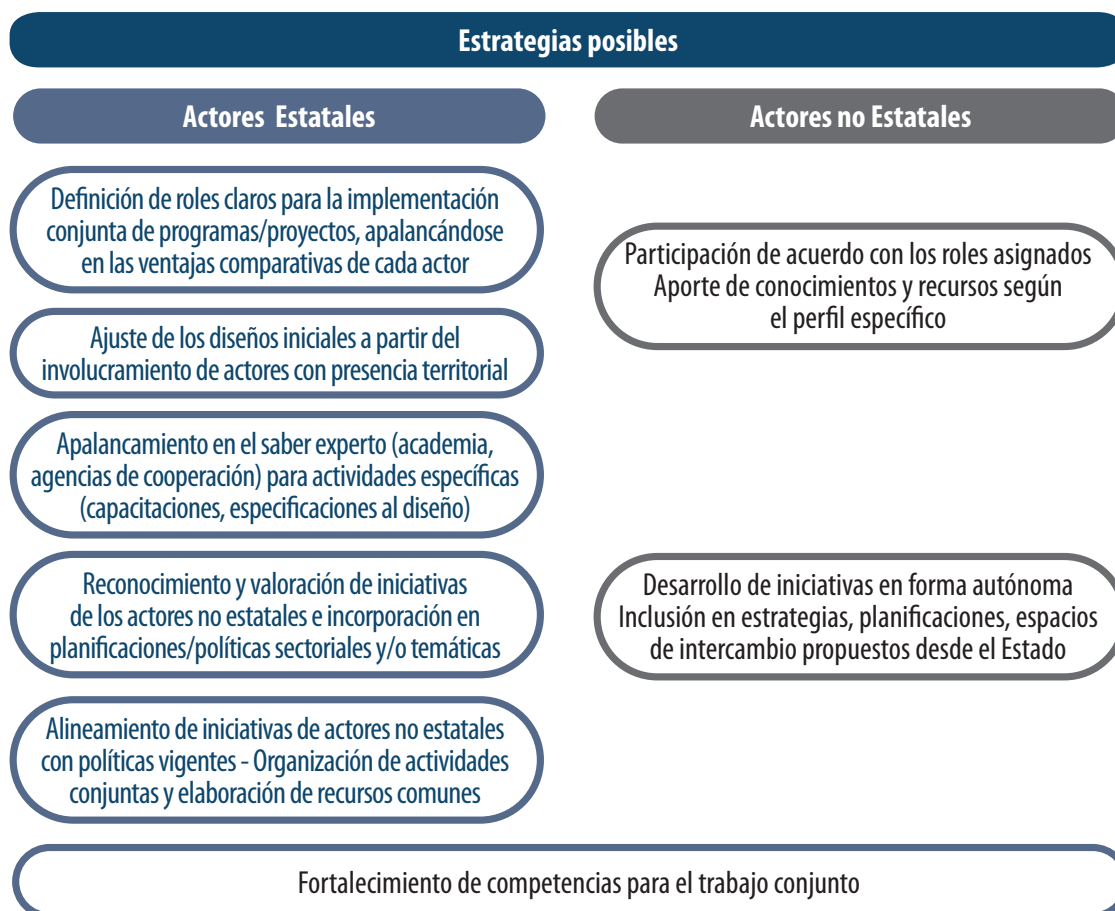 Estrategias posibles
Actores Estatales
Definición de roles claros para la implementación
conjunta de programas/proyectos, apalancándose
en las ventajas comparativas de cada actor
Ajuste de los diseños iniciales a partir del
involucramiento de actores con presencia territorial
Apalancamiento en el saber experto (academia,
agencias de cooperación) para actividades específicas
(capacitaciones, especificaciones al diseño)
Reconocimiento y valoración de iniciativas
de los actores no estatales e incorporación en
planificaciones/políticas sectoriales y/o temáticas
Alineamiento de iniciativas de actores no estatales
con políticas vigentes - Organización de actividades
conjuntas y elaboración de recursos comunes
Actores no Estatales
Participación de acuerdo con los roles asignados
Aporte de conocimientos y recursos según
el perfil específico
Desarrollo de iniciativas en forma autónoma
Inclusión en estrategias, planificaciones, espacios
de intercambio propuestos desde el Estado
Fortalecimiento de competencias para el trabajo conjunto